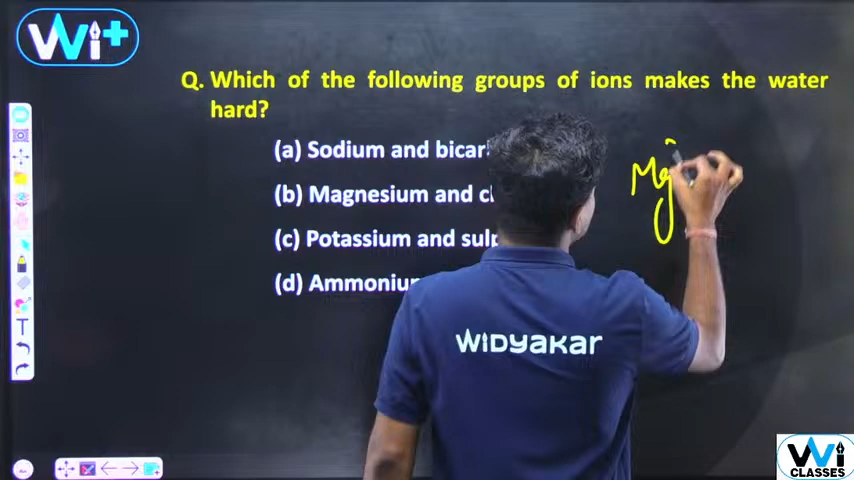 Wi+
Q. Which of the following groups of ions makes the water
hard?
(a) Sodium and bicar
(b) Magnesium and
(c) Potassium and sulp
(d) Ammoniu
Mg
WIDYAKAR
T
Wi
CLASSES